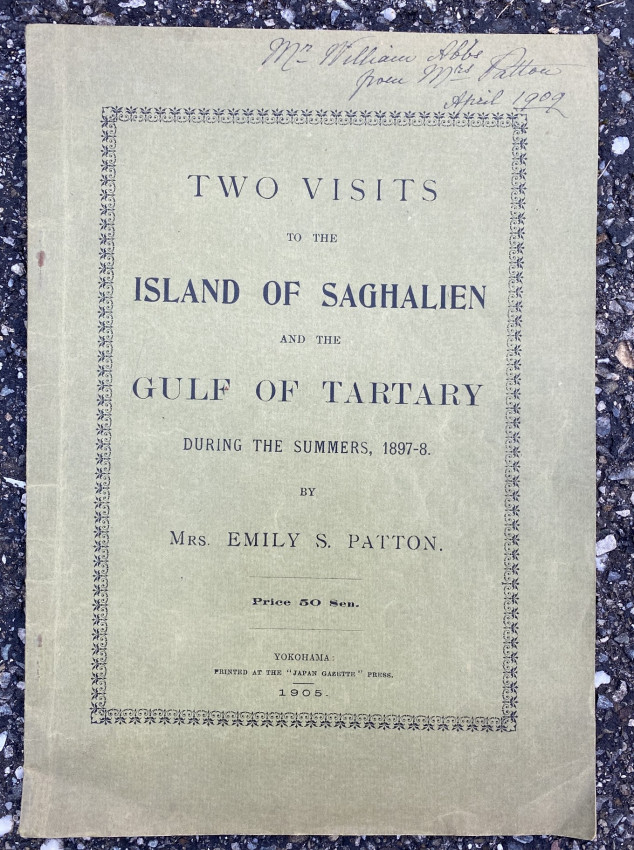 Mr William Abbs
from Mrs Patton
April 1909
TWO VISITS
TO THE
ISLAND OF SAGHALIEN
AND THE
GULF OF TARTARY
DURING THE SUMMERS, 1897-8.
BY
MRS. EMILY S. PATTON.
Price 50 Sen.
YOKOHAMA:
PRINTED AT THE "JAPAN GAZETTE" PRESS.
1905.